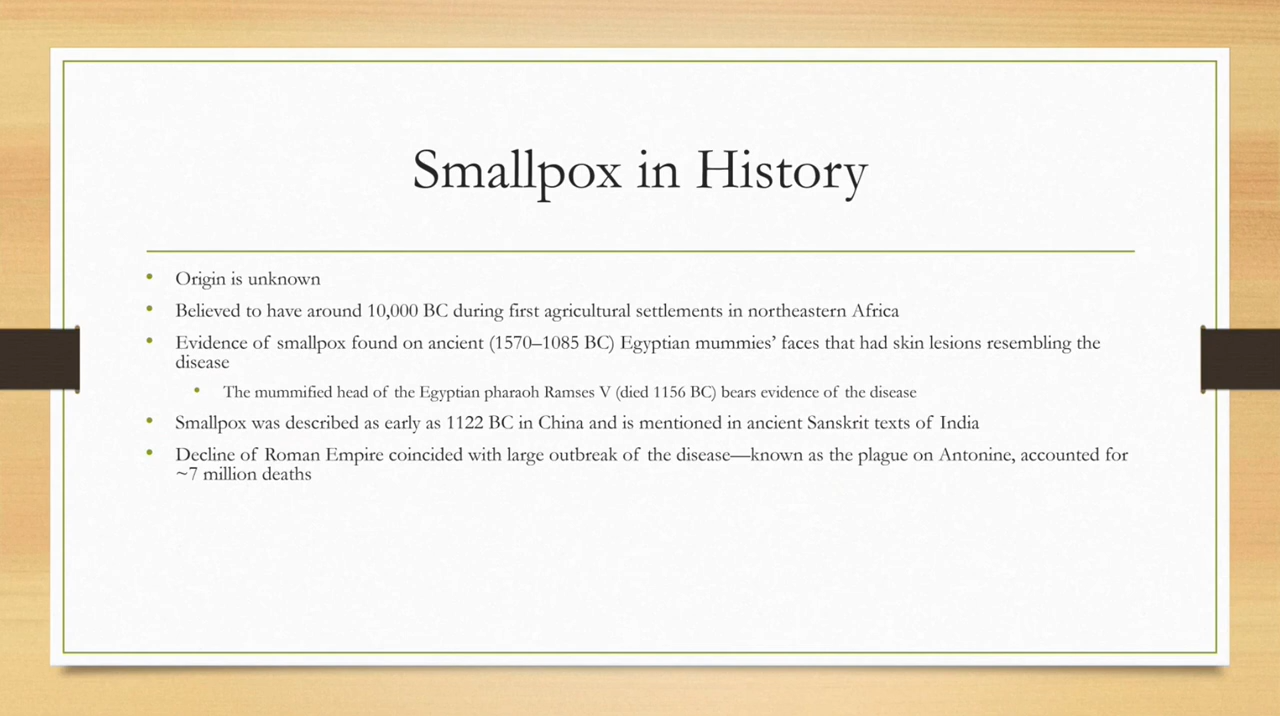 Smallpox in History
• Origin is unknown
• Believed to have around 10,000 BC during first agricultural settlements in northeastern Africa
• Evidence of smallpox found on ancient (1570–1085 BC) Egyptian mummies’ faces that had skin lesions resembling the
disease
• The mummified head of the Egyptian pharaoh Ramses V (died 1156 BC) bears evidence of the disease
• Smallpox was described as early as 1122 BC in China and is mentioned in ancient Sanskrit texts of India
• Decline of Roman Empire coincided with large outbreak of the disease—known as the plague on Antonine, accounted for
~7 million deaths